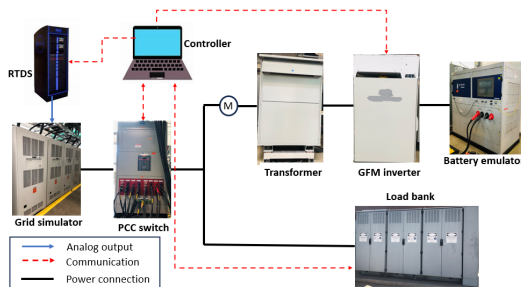 Controller
RTDS
M
Transformer
GFM inverter
Battery emulato
Grid simulator
PCC switch
Load bank
Analog output
Communication
Power connection